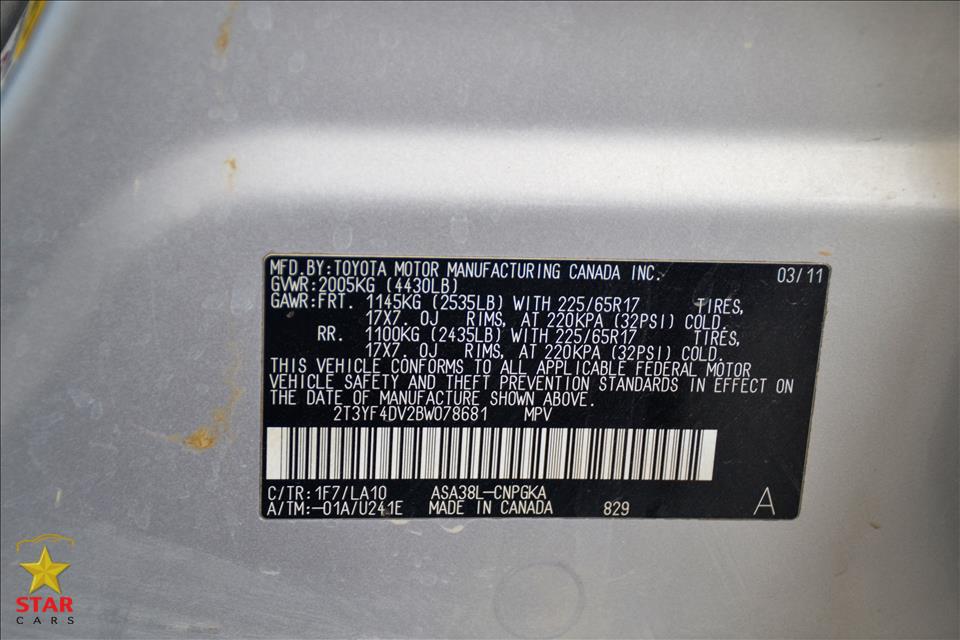 MFD.BY:TOYOTA MOTOR MANUFACTURING CANADA INC. 03/11
GVWR:2005KG (4430LB)
GAWR:FRT. 1145KG (2535LB) WITH 225/65R17 TIRES,
17X7.0J RIMS, AT 220KPA (32PSI) COLD.
RR. 1100KG (2435LB) WITH 225/65R17 TIRES,
17X7.0J RIMS, AT 220KPA (32PSI) COLD.
THIS VEHICLE CONFORMS TO ALL APPLICABLE FEDERAL MOTOR
VEHICLE SAFETY AND THEFT PREVENTION STANDARDS IN EFFECT ON
THE DATE OF MANUFACTURE SHOWN ABOVE.
2T3YF4DV2BW078681 MPV
C/TR:1F7/LA10 ASA38L-CNPGKA
A/TM:-01A/U241E MADE IN CANADA 829 A
STAR
CARS